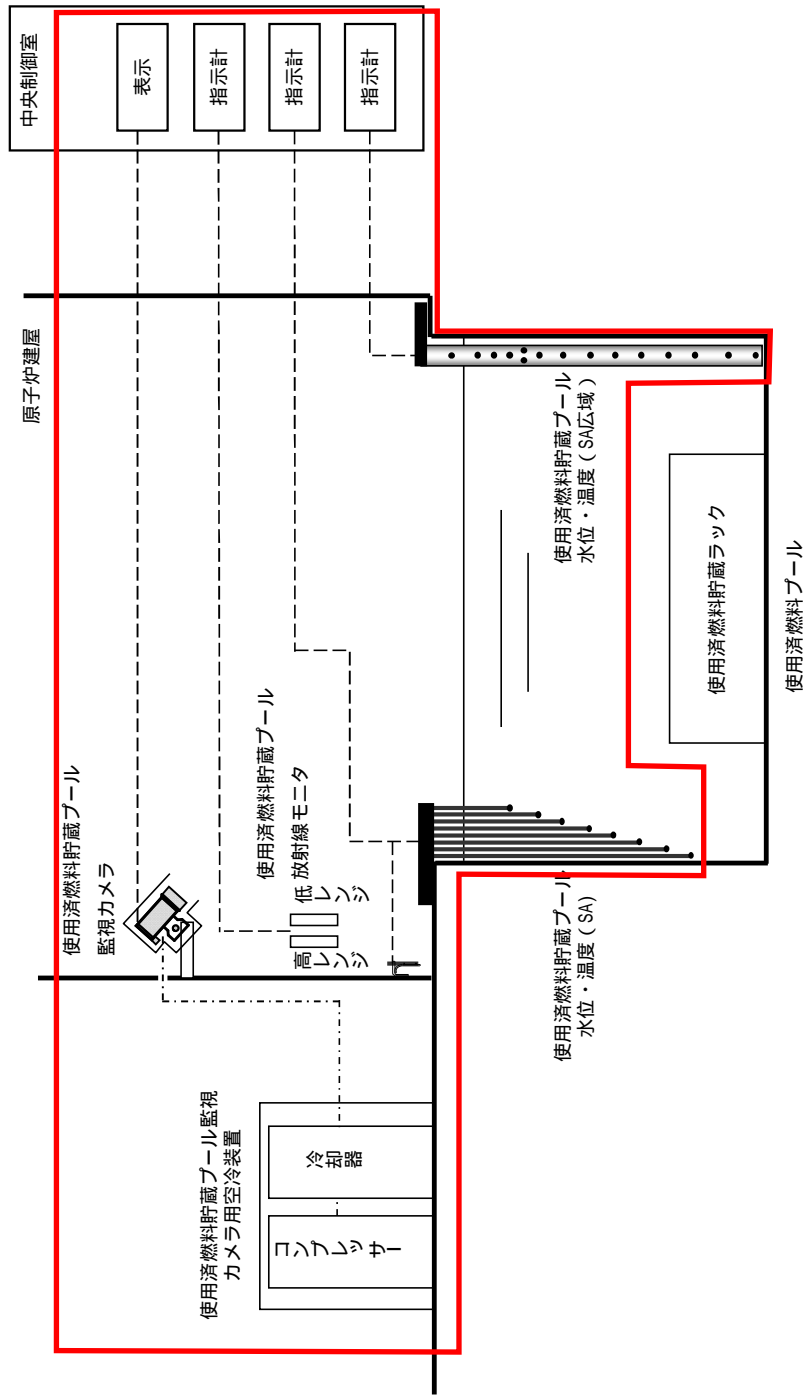 中央制御室
表示
指示計
指示計
指示計
原子炉建屋
使用済燃料貯蔵プール
監視カメラ
使用済燃料貯蔵プール
放射線モニタ
低レンジ
高レンジ
使用済燃料貯蔵プール監視
カメラ用空冷装置
冷却器
コンプレッサー
使用済燃料貯蔵プール
水位・温度（SA広域）
使用済燃料貯蔵プール
水位・温度（SA）
使用済燃料貯蔵ラック
使用済燃料プール